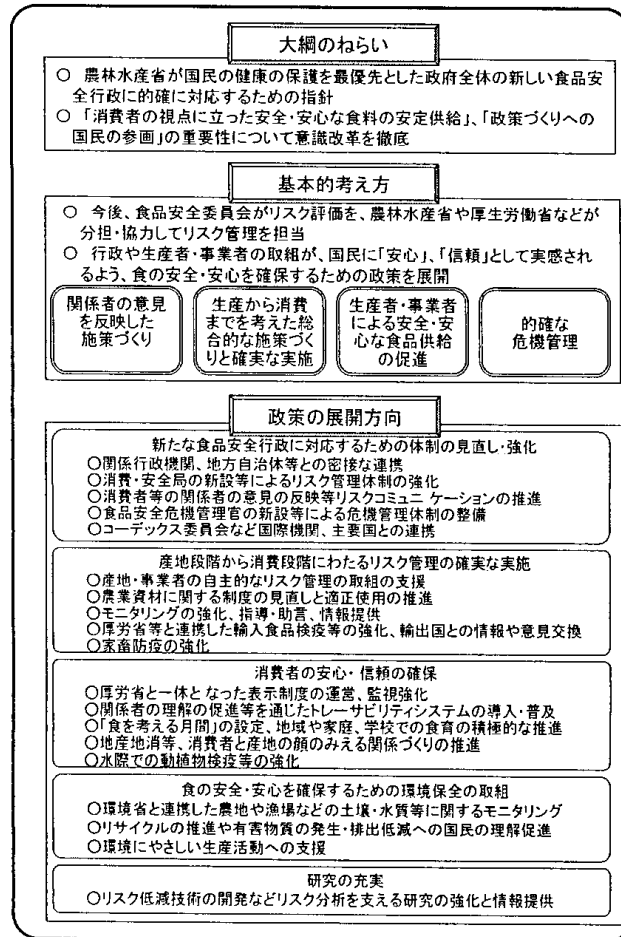 大綱のねらい
○ 農林水産省が国民の健康の保護を最優先とした政府全体の新しい食品安
全行政に的確に対応するための指針
○ 「消費者の視点に立った安全・安心な食料の安定供給」、「政策づくりへの
国民の参画」の重要性について意識改革を徹底
基本的考え方
○ 今後、食品安全委員会がリスク評価を、農林水産省や厚生労働省などが
分担・協力してリスク管理を担当
○ 行政や生産者・事業者の取組が、国民に「安心」、「信頼」として実感され
るよう、食の安全・安心を確保するための政策を展開
関係者の意見
を反映した
施策づくり
生産から消費
までを考えた総
合的な施策づく
りと確実な実施
生産者・事業者
による安全・安
心な食品供給
の促進
的確な
危機管理
政策の展開方向
新たな食品安全行政に対応するための体制の見直し・強化
○関係行政機関、地方自治体等との密接な連携
○消費・安全局の新設等によるリスク管理体制の強化
○消費者等の関係者の意見の反映等リスクコミュニケーションの推進
○食品安全危機管理官の新設等による危機管理体制の整備
○コーデックス委員会など国際機関、主要国との連携
産地段階から消費段階にわたるリスク管理の確実な実施
○産地・事業者の自主的なリスク管理の取組の支援
○農業資材に関する制度の見直しと適正使用の推進
○モニタリングの強化、指導・助言、情報提供
○厚労省等と連携した輸入食品検疫等の強化、輸出国との情報や意見交換
○家畜防疫の強化
消費者の安心・信頼の確保
○厚労省と一体となった表示制度の運営、監視強化
○関係者の理解の促進等を通じたトレーサビリティシステムの導入・普及
○「食を考える月間」の設定、地域や家庭、学校での食育の積極的な推進
○地産地消等、消費者と産地の顔のみえる関係づくりの推進
○水際での動植物検疫等の強化
食の安全・安心を確保するための環境保全の取組
○環境省と連携した農地や漁場などの土壌・水質等に関するモニタリング
○リサイクルの推進や有害物質の発生・排出低減への国民の理解促進
○環境にやさしい生産活動への支援
研究の充実
○リスク低減技術の開発などリスク分析を支える研究の強化と情報提供